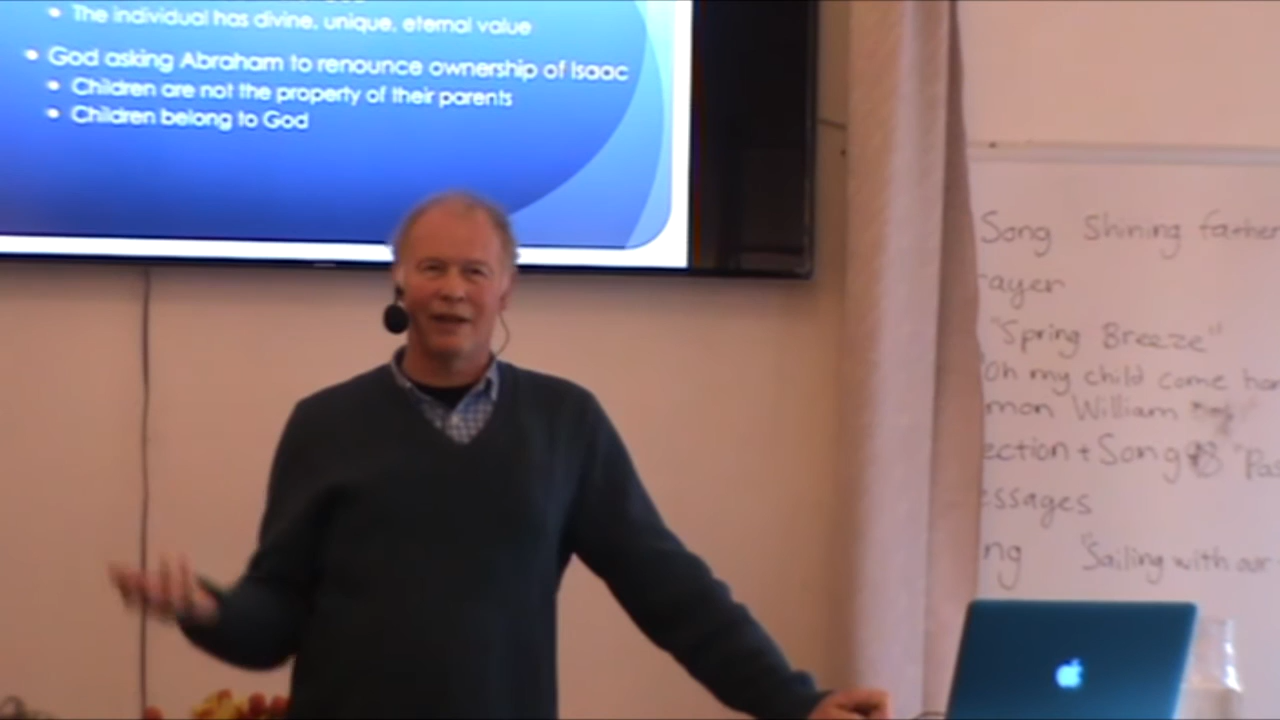 The individual has divine, unique, eternal value
God asking Abraham to renounce ownership of Isaac
Children are not the property of their parents
Children belong to God
Song Shining father
rayer
"Spring Breeze"
Oh my child come
mon William
ection + Song
ssages
ng "Sailing with our